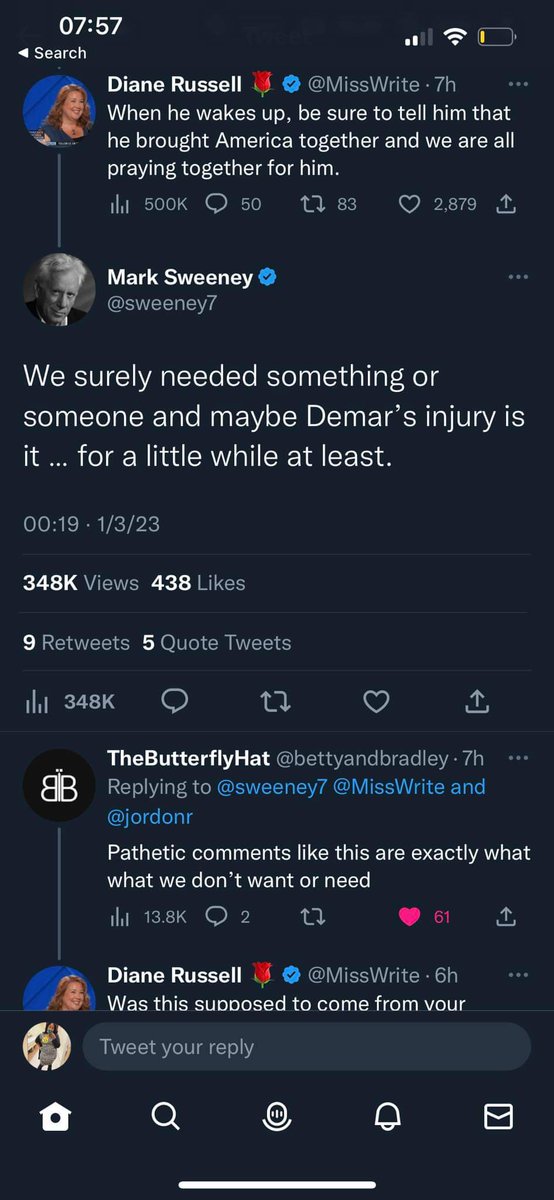 07:57
◀ Search
Tweet
Diane Russell 🌹 @MissWrite · 7h
When he wakes up, be sure to tell him that
he brought America together and we are all
praying together for him.
500K 50 83 2,879
Mark Sweeney
@sweeney7
We surely needed something or
someone and maybe Demar’s injury is
it ... for a little while at least.
00:19 · 1/3/23
348K Views 438 Likes
9 Retweets 5 Quote Tweets
348K
TheButterflyHat @bettyandbradley · 7h
Replying to @sweeney7 @MissWrite and
@jordonr
Pathetic comments like this are exactly what
what we don’t want or need
13.8K 2 61
Diane Russell 🌹 @MissWrite · 6h
Was this supposed to come from your
Tweet your reply